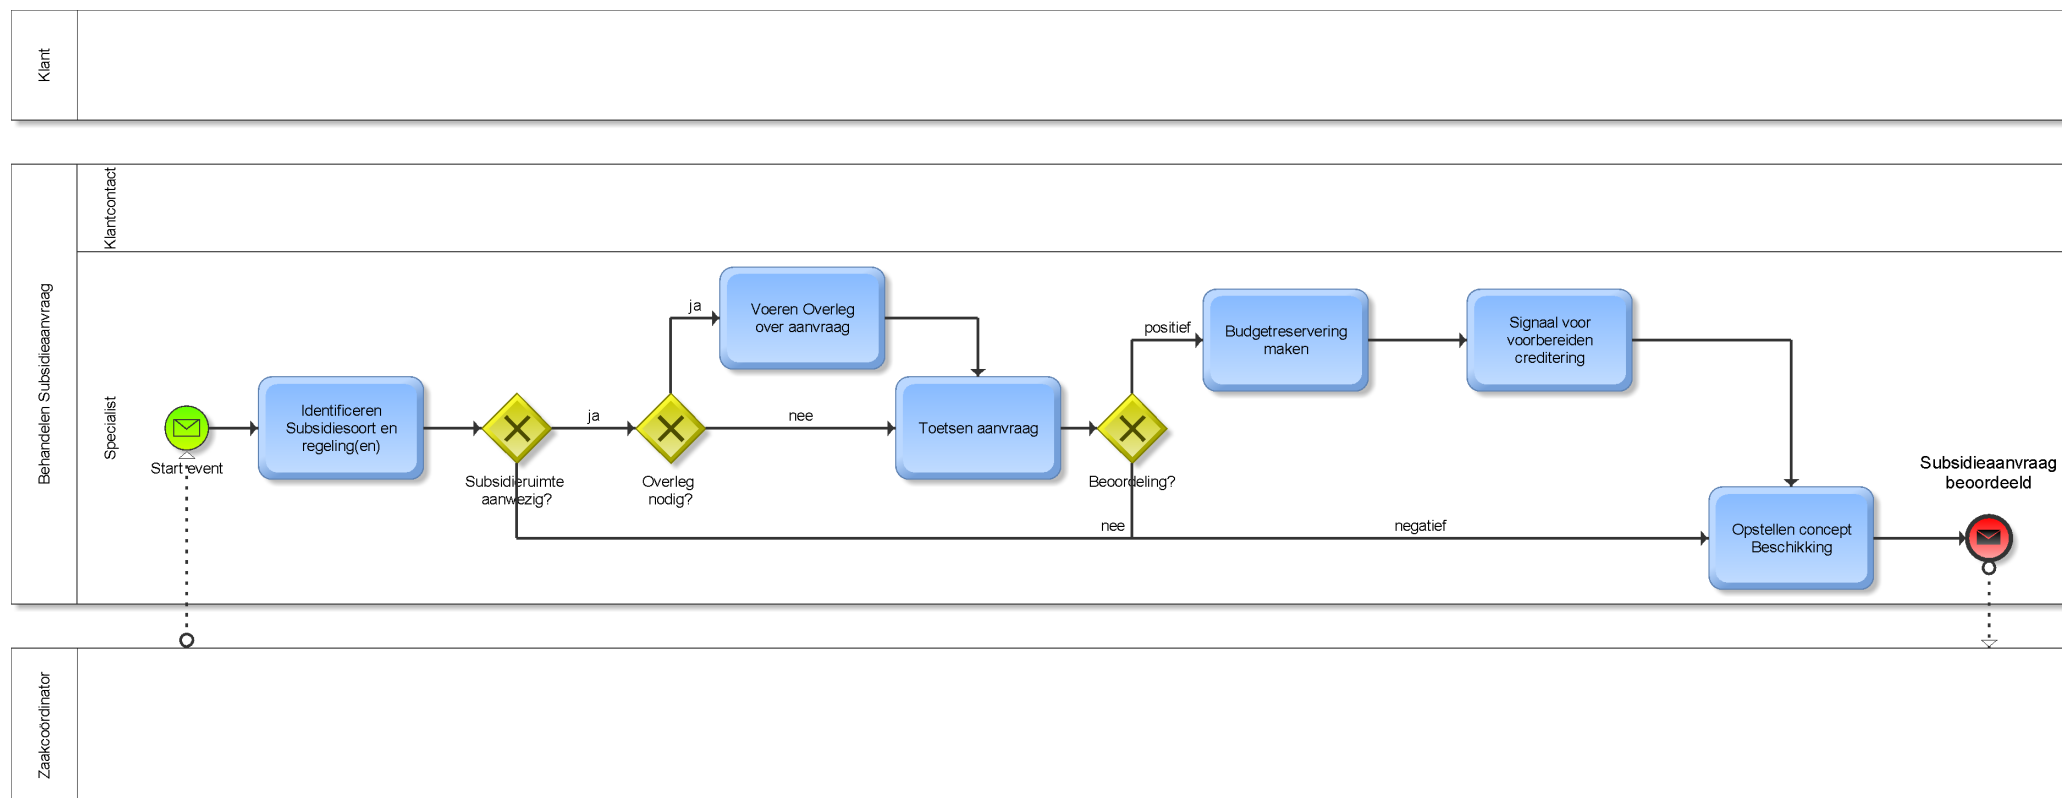 Klant
Behandelen Subsidieaanvraag
Klantcontact
Specialist
Start event
Identificeren
Subsidiesoort en
regeling(en)
Subsidieruimte
aanwezig?
ja
Overleg
nodig?
ja
nee
Voeren Overleg
over aanvraag
Toetsen aanvraag
Beoordeling?
positief
nee
negatief
Budgetreservering
maken
Signaal voor
voorbereiden
creditering
Opstellen concept
Beschikking
Subsidieaanvraag
beoordeeld
Zaakcoördinator